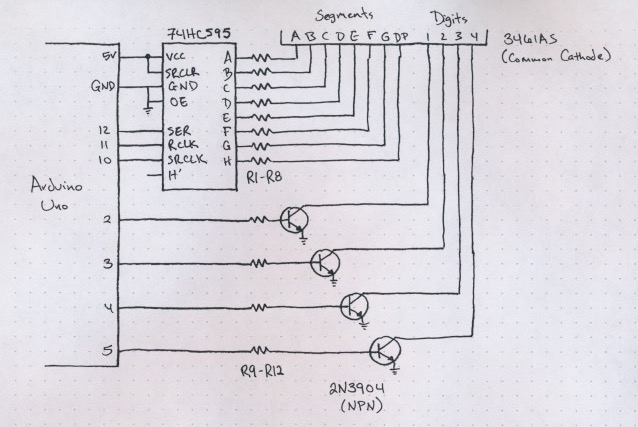 Segments Digits
74HC595
A B C D E F G DP 1 2 3 4
3461AS
(Common Cathode)
5V VCC A
SRCLR B
GND GND C
OE D
E
12 SER F
11 RCLK G
10 SRCLK H
H'
R1-R8
Arduino
Uno
2
3
4
5
R9-R12
2N3904
(NPN)